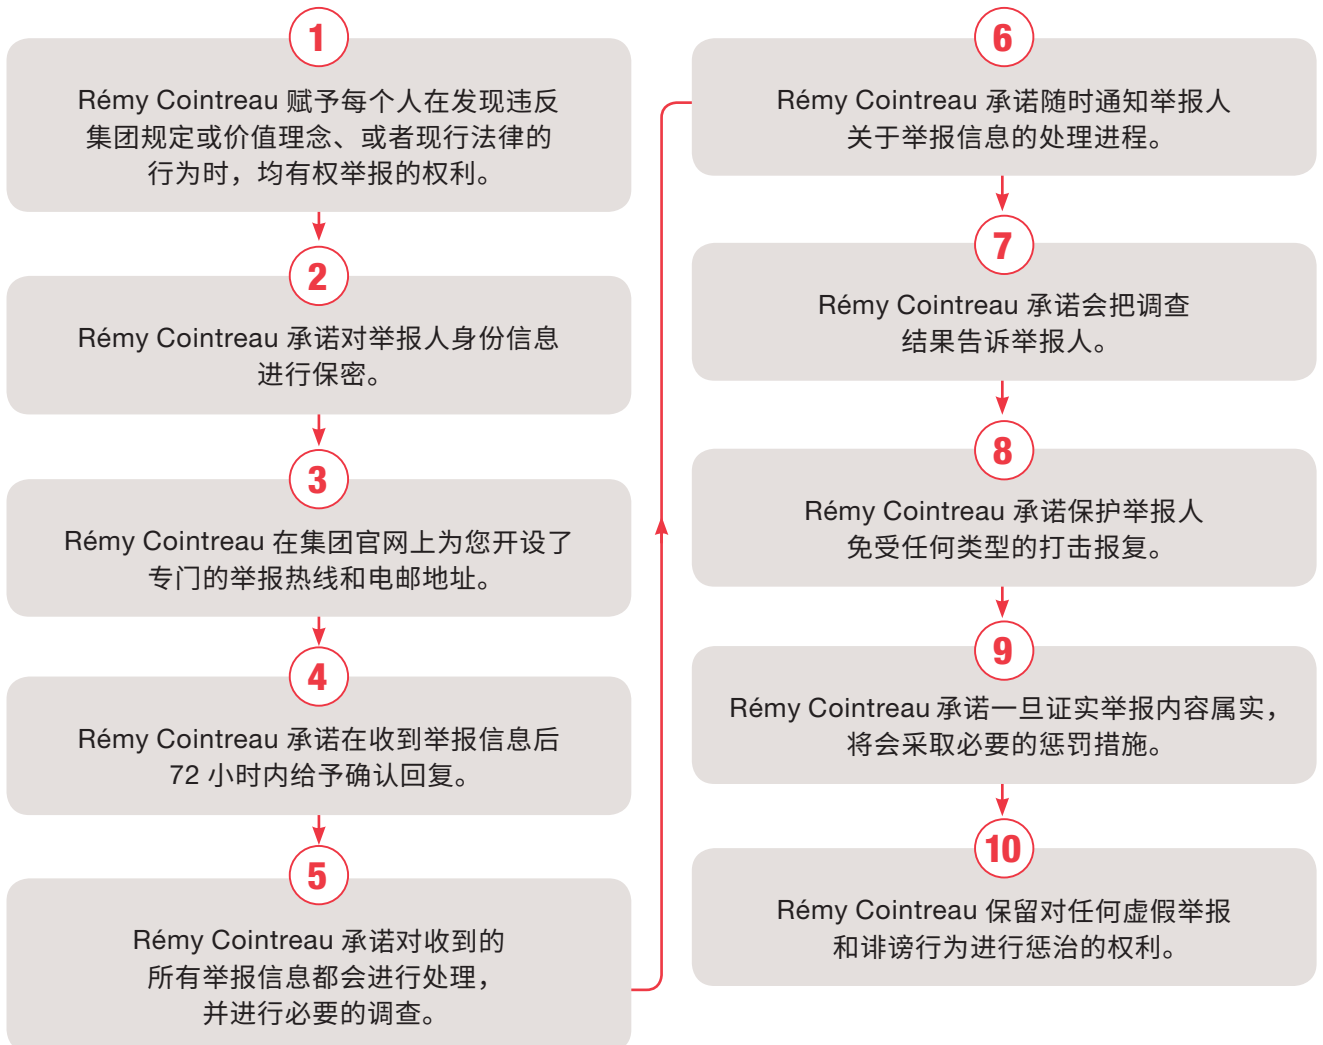 1
Rémy Cointreau 赋予每个人在发现违反
集团规定或价值理念、或者现行法律的
行为时，均有权举报的权利。
2
Rémy Cointreau 承诺对举报人身份信息
进行保密。
3
Rémy Cointreau 在集团官网上为您开设了
专门的举报热线和电邮地址。
4
Rémy Cointreau 承诺在收到举报信息后
72 小时内给予确认回复。
5
Rémy Cointreau 承诺对收到的
所有举报信息都会进行处理，
并进行必要的调查。
6
Rémy Cointreau 承诺随时通知举报人
关于举报信息的处理进程。
7
Rémy Cointreau 承诺会把调查
结果告诉举报人。
8
Rémy Cointreau 承诺保护举报人
免受任何类型的打击报复。
9
Rémy Cointreau 承诺一旦证实举报内容属实，
将会采取必要的惩罚措施。
10
Rémy Cointreau 保留对任何虚假举报
和诽谤行为进行惩治的权利。